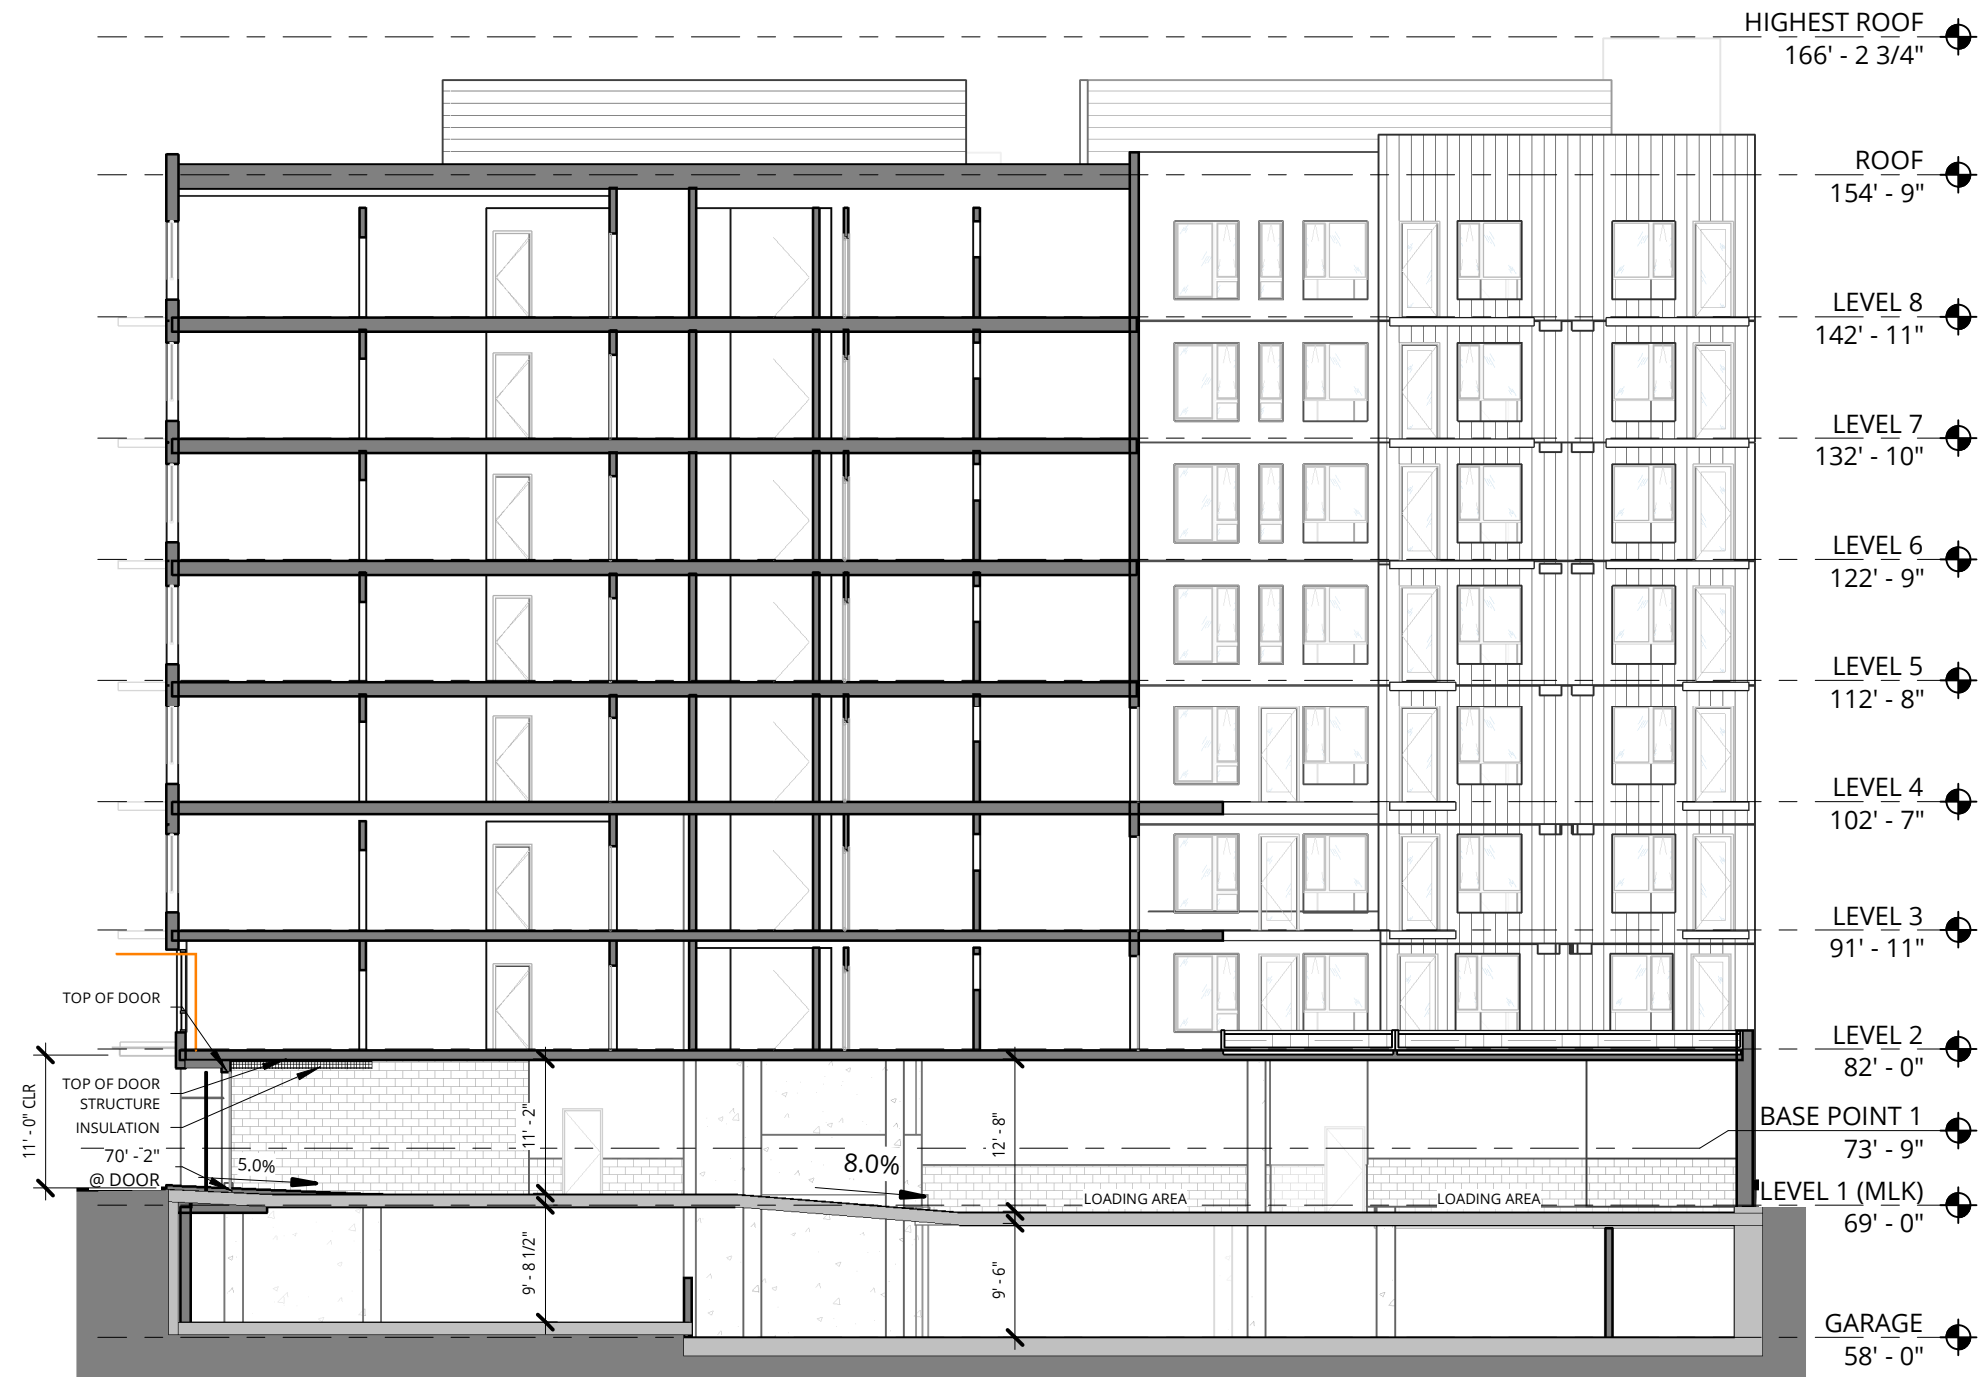 HIGHEST ROOF
166' - 2 3/4"
ROOF
154' - 9"
LEVEL 8
142' - 11"
LEVEL 7
132' - 10"
LEVEL 6
122' - 9"
LEVEL 5
112' - 8"
LEVEL 4
102' - 7"
LEVEL 3
91' - 11"
LEVEL 2
82' - 0"
BASE POINT 1
73' - 9"
LEVEL 1 (MLK)
69' - 0"
GARAGE
58' - 0"
TOP OF DOOR
TOP OF DOOR
STRUCTURE
INSULATION
70' - 2"
@ DOOR
11' - 0" CLR
5.0%
11' - 2"
9' - 8 1/2"
8.0%
12' - 8"
9' - 6"
LOADING AREA
LOADING AREA